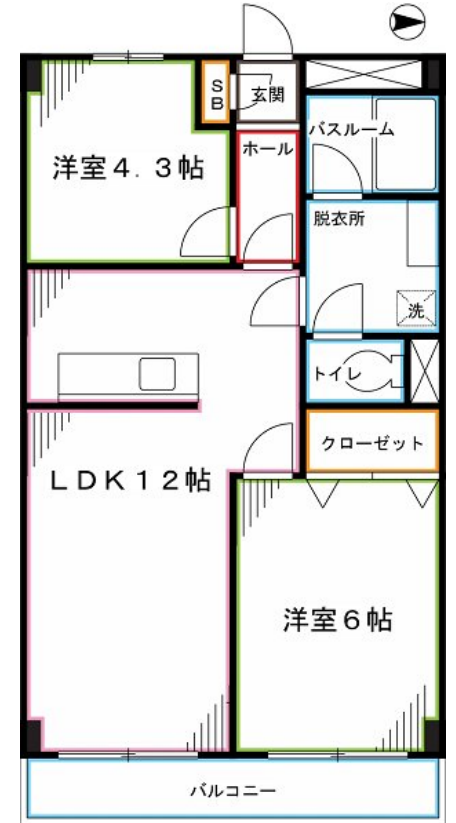 SB
玄関
バスルーム
ホール
洋室4.3帖
脱衣所
洗
トイレ
クローゼット
LDK12帖
洋室6帖
バルコニー